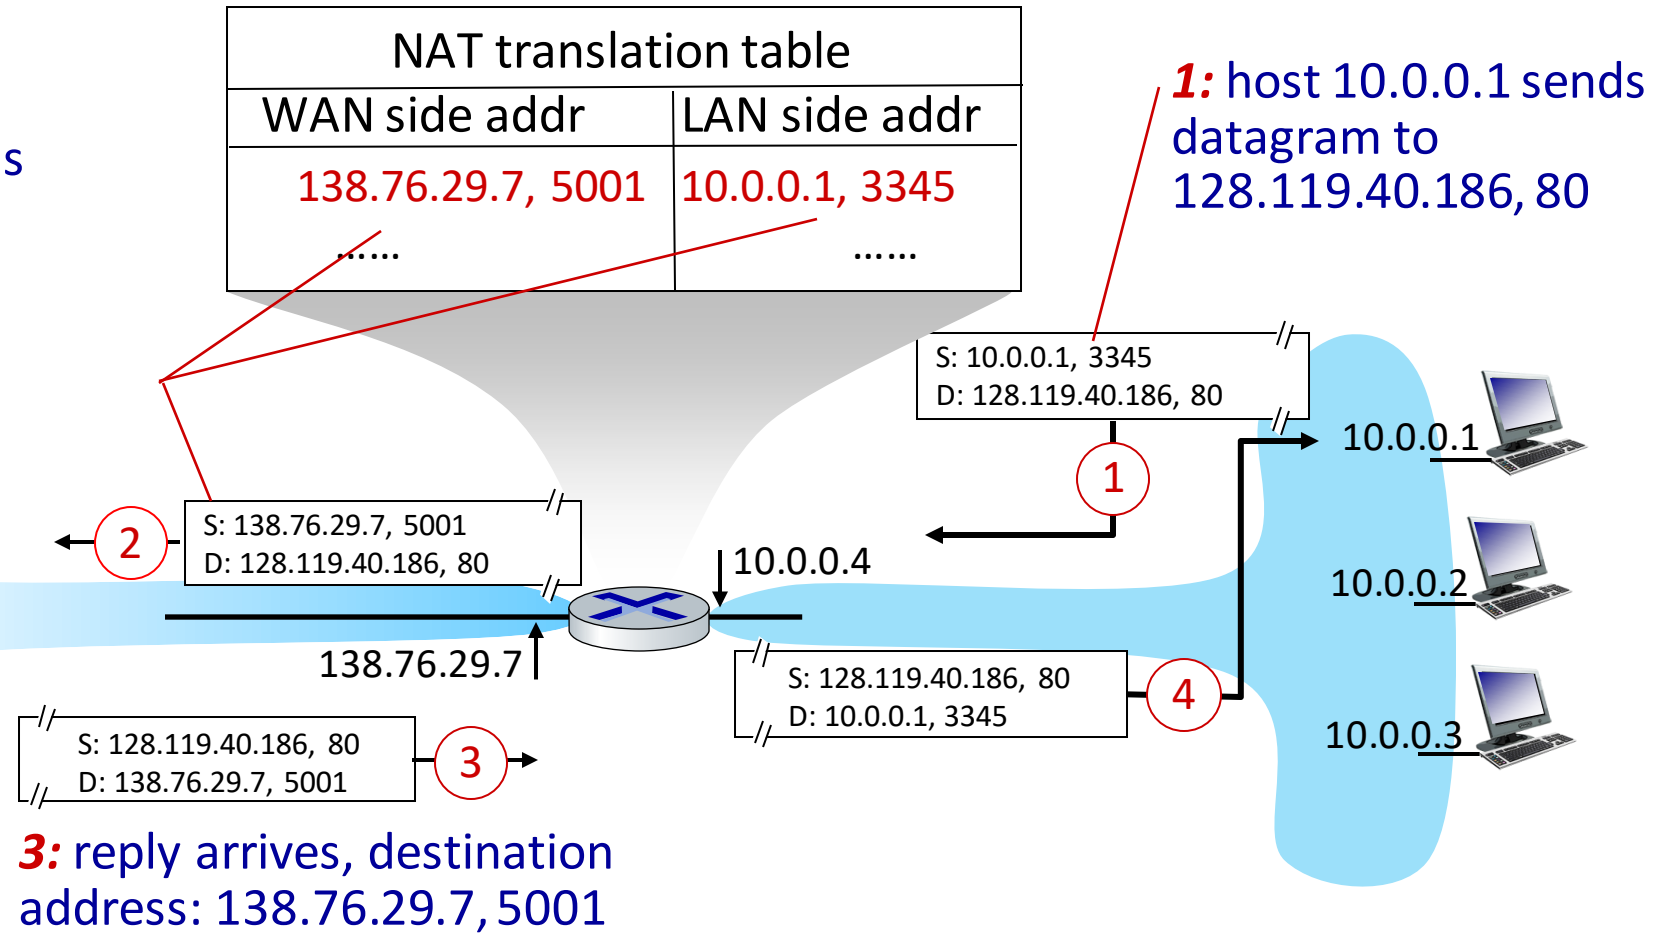 NAT translation table
WAN side addr LAN side addr
138.76.29.7, 5001 10.0.0.1, 3345
...... ......
s
1: host 10.0.0.1 sends
datagram to
128.119.40.186, 80
S: 10.0.0.1, 3345
D: 128.119.40.186, 80
1
10.0.0.1
2
S: 138.76.29.7, 5001
D: 128.119.40.186, 80
10.0.0.4
10.0.0.2
138.76.29.7
S: 128.119.40.186, 80
D: 10.0.0.1, 3345
4
10.0.0.3
S: 128.119.40.186, 80
D: 138.76.29.7, 5001
3
3: reply arrives, destination
address: 138.76.29.7, 5001